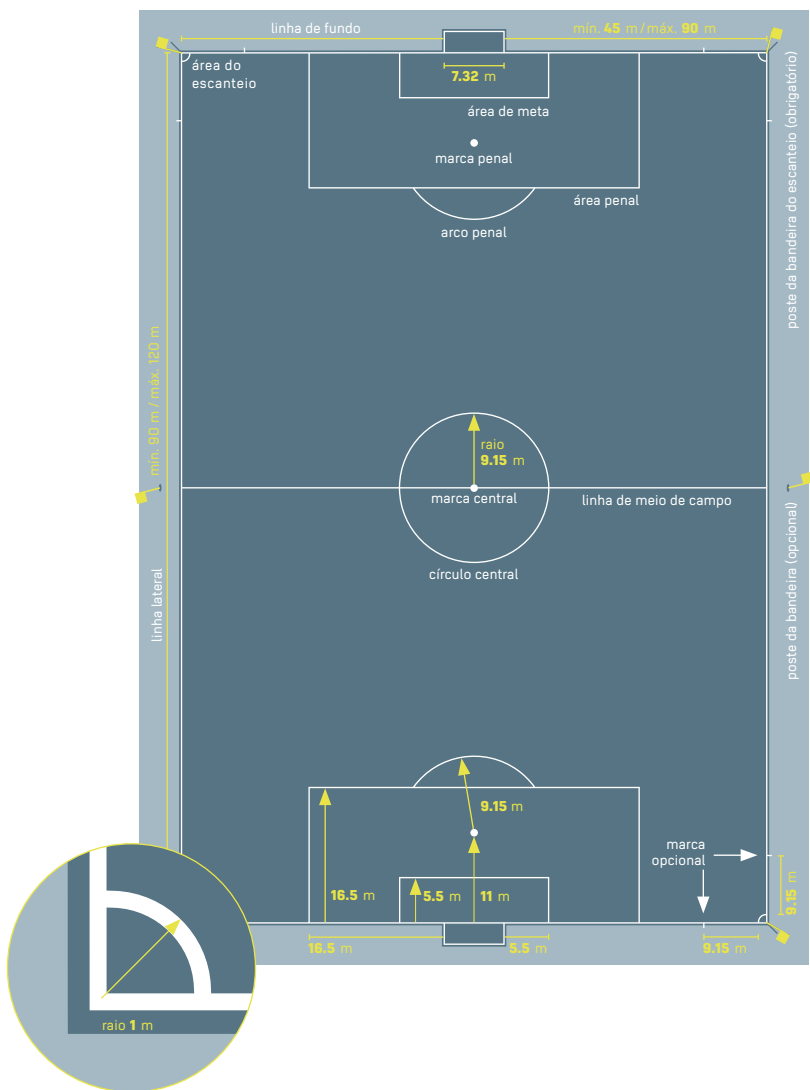 linha de fundo
mín. 45 m/máx. 90 m
área do
escanteio
7.32 m
área de meta
marca penal
área penal
arco penal
poste da bandeira do escanteio (obrigatório)
mín. 90 m/máx. 120 m
raio
9.15 m
marca central
linha de meio de campo
círculo central
linha lateral
poste da bandeira (opcional)
9.15 m
marca
opcional
16.5 m
5.5 m
11 m
9.15 m
16.5 m
5.5 m
9.15 m
raio 1 m